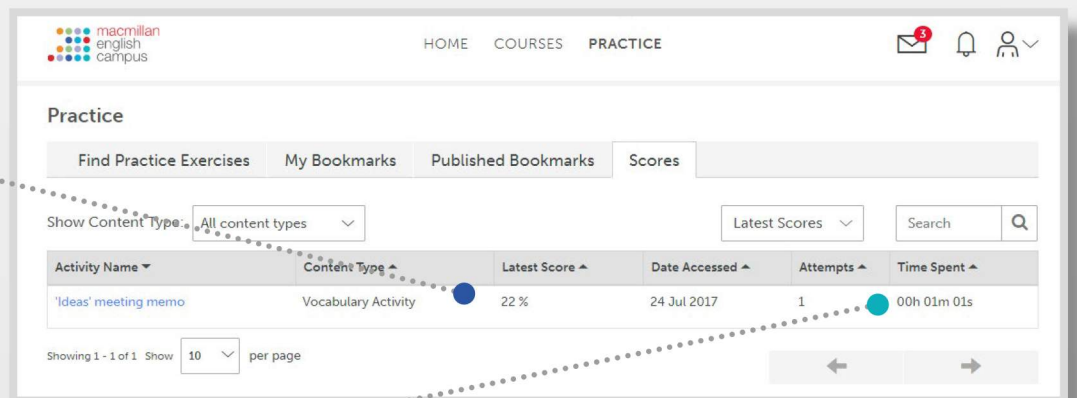 macmillan
english
campus
HOME COURSES PRACTICE
3
Practice
Find Practice Exercises My Bookmarks Published Bookmarks Scores
Show Content Type: All content types Latest Scores Search
Activity Name Content Type Latest Score Date Accessed Attempts Time Spent
'Ideas' meeting memo Vocabulary Activity 22 % 24 Jul 2017 1 00h 01m 01s
Showing 1 - 1 of 1 Show 10 per page